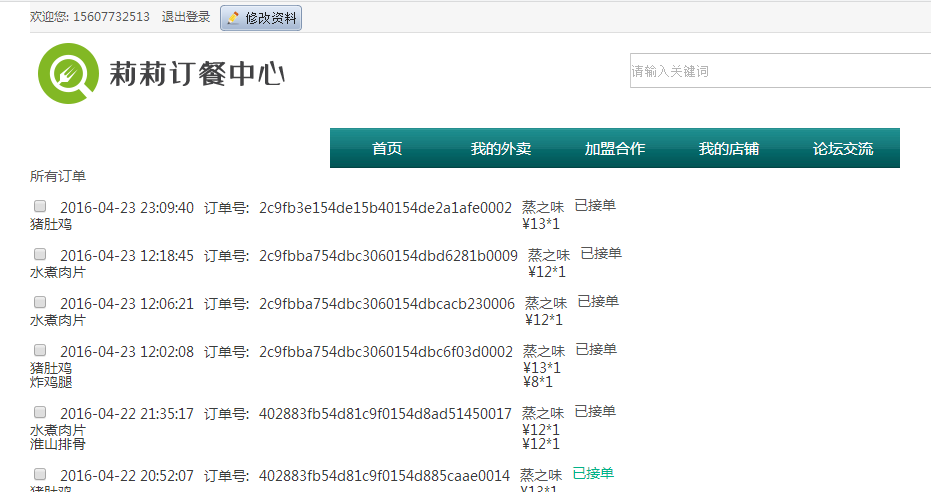 欢迎您: 15607732513 退出登录 修改资料
莉莉订餐中心
请输入关键词
首页 我的外卖 加盟合作 我的店铺 论坛交流
所有订单
2016-04-23 23:09:40 订单号: 2c9fb3e154de15b40154de2a1afe0002 蒸之味 已接单
猪肚鸡 ¥13*1
2016-04-23 12:18:45 订单号: 2c9fbba754dbc3060154dbd6281b0009 蒸之味 已接单
水煮肉片 ¥12*1
2016-04-23 12:06:21 订单号: 2c9fbba754dbc3060154dbcacb230006 蒸之味 已接单
水煮肉片 ¥12*1
2016-04-23 12:02:08 订单号: 2c9fbba754dbc3060154dbc6f03d0002 蒸之味 已接单
猪肚鸡 ¥13*1
炸鸡腿 ¥8*1
2016-04-22 21:35:17 订单号: 402883fb54d81c9f0154d8ad51450017 蒸之味 已接单
水煮肉片 ¥12*1
淮山排骨 ¥12*1
2016-04-22 20:52:07 订单号: 402883fb54d81c9f0154d885caae0014 蒸之味 已接单
猪肚鸡 ¥13*1